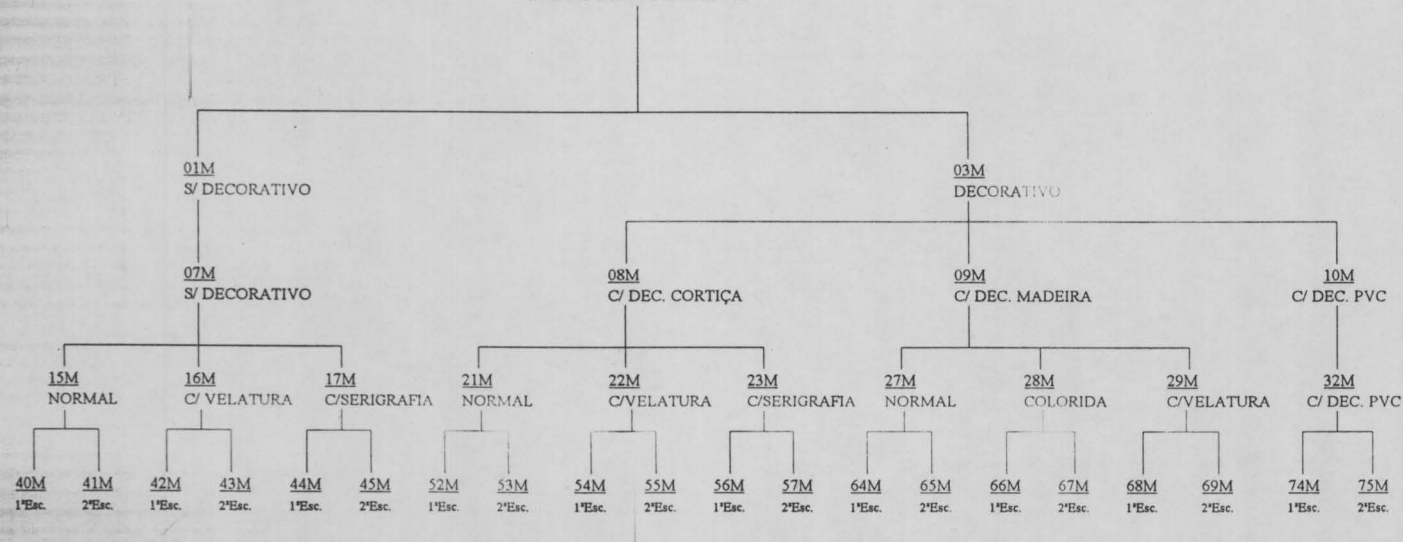 01M
S/ DECORATIVO
03M
DECORATIVO
07M
S/ DECORATIVO
08M
C/ DEC. CORTIÇA
09M
C/ DEC. MADEIRA
10M
C/ DEC. PVC
15M
NORMAL
16M
C/ VELATURA
17M
C/SERIGRAFIA
21M
NORMAL
22M
C/VELATURA
23M
C/SERIGRAFIA
27M
NORMAL
28M
COLORIDA
29M
C/VELATURA
32M
C/ DEC. PVC
40M
1ªEsc.
41M
2ªEsc.
42M
1ªEsc.
43M
2ªEsc.
44M
1ªEsc.
45M
2ªEsc.
52M
1ªEsc.
53M
2ªEsc.
54M
1ªEsc.
55M
2ªEsc.
56M
1ªEsc.
57M
2ªEsc.
64M
1ªEsc.
65M
2ªEsc.
66M
1ªEsc.
67M
2ªEsc.
68M
1ªEsc.
69M
2ªEsc.
74M
1ªEsc.
75M
2ªEsc.